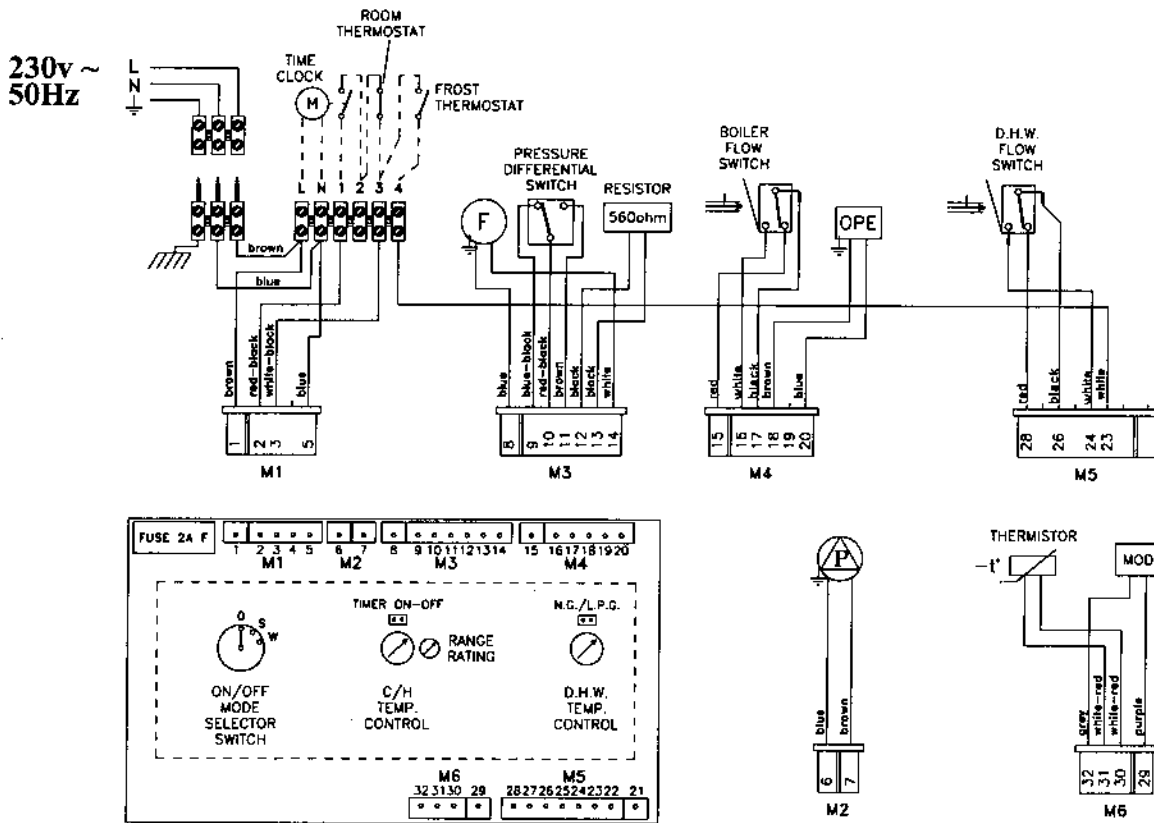 230v ~
50Hz
L
N
TIME
CLOCK
M
ROOM
THERMOSTAT
FROST
THERMOSTAT
L N 1 2 3 4
brown
blue
brown
red-black
white-black
blue
1 2 3 5
M1
PRESSURE
DIFFERENTIAL
SWITCH
F
RESISTOR
560ohm
blue
blue-black
red-black
brown
black
black
white
8 9 10 11 12 13 14
M3
BOILER
FLOW
SWITCH
OPE
red
white
black
brown
blue
15 16 17 18 19 20
M4
D.H.W.
FLOW
SWITCH
red
black
white
white
28 26 24 23
M5
FUSE 2A F
1 2 3 4 5 6 7 8 9 10 11 12 13 14 15 16 17 18 19 20
M1 M2 M3 M4
O
S
W
ON/OFF
MODE
SELECTOR
SWITCH
TIMER ON-OFF
RANGE
RATING
C/H
TEMP.
CONTROL
N.G./L.P.G.
D.H.W.
TEMP.
CONTROL
M6 M5
32 31 30 29 28 27 26 25 24 23 22 21
P
blue
brown
6 7
M2
THERMISTOR
-t°
MOD
grey
white-red
white-red
purple
32 31 30 29
M6